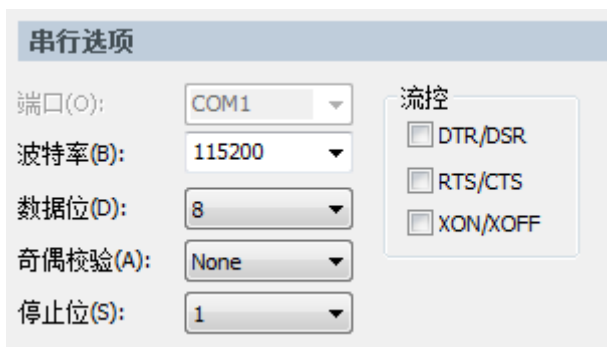 串行选项
端口(O):
COM1
波特率(B):
115200
数据位(D):
8
奇偶校验(A):
None
停止位(S):
1
流控
DTR/DSR
RTS/CTS
XON/XOFF